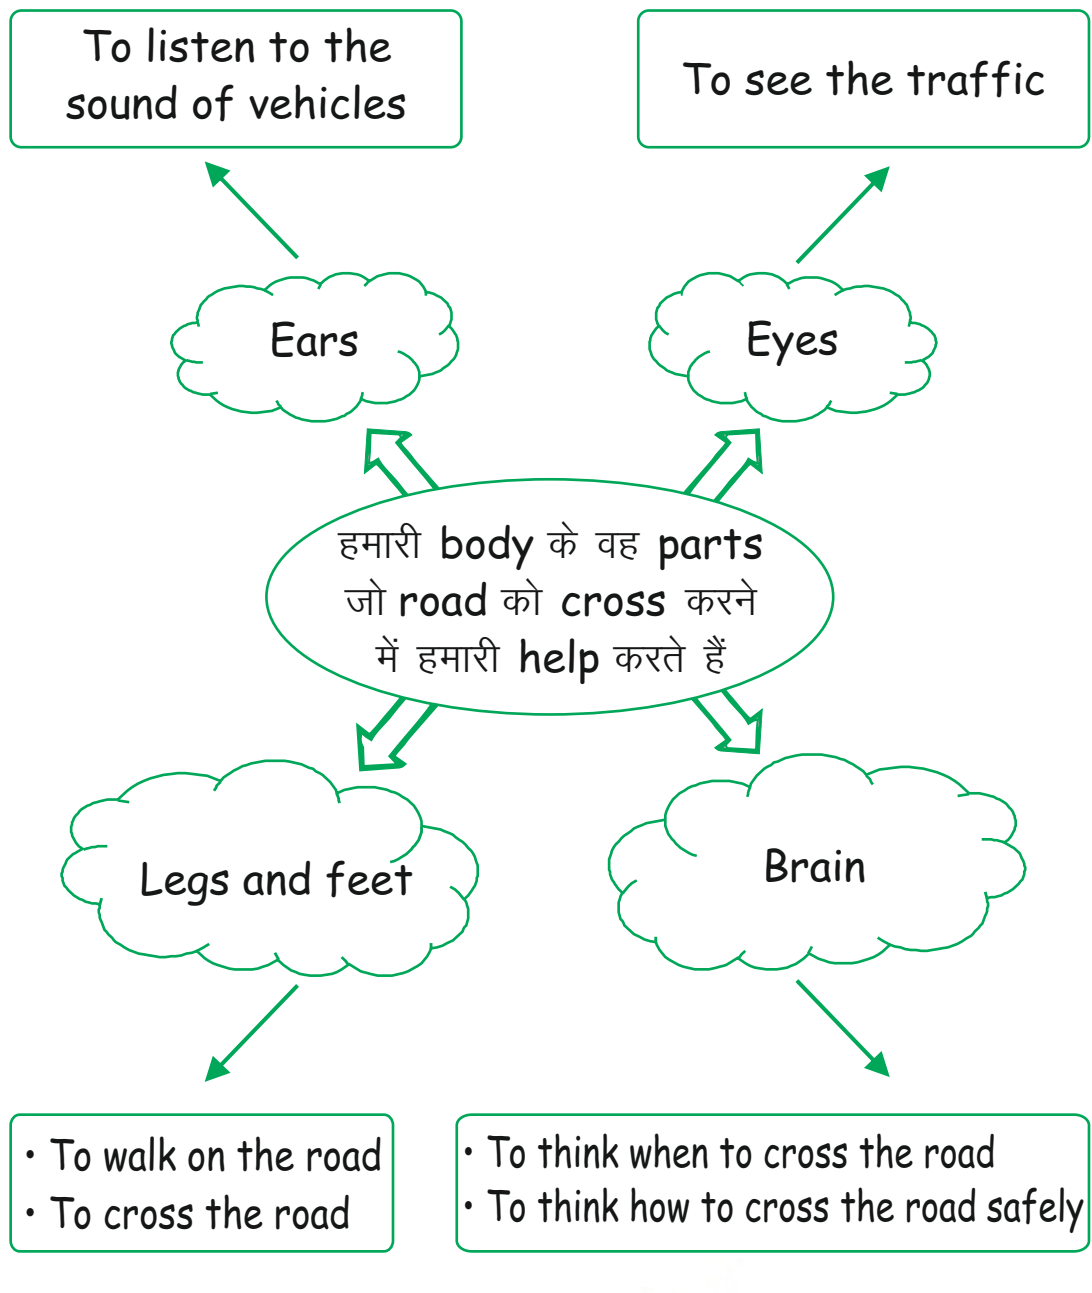 To listen to the
sound of vehicles
To see the traffic
Ears
Eyes
हमारी body के वह parts
जो road को cross करने
में हमारी help करते हैं
Legs and feet
Brain
• To walk on the road
• To cross the road
• To think when to cross the road
• To think how to cross the road safely